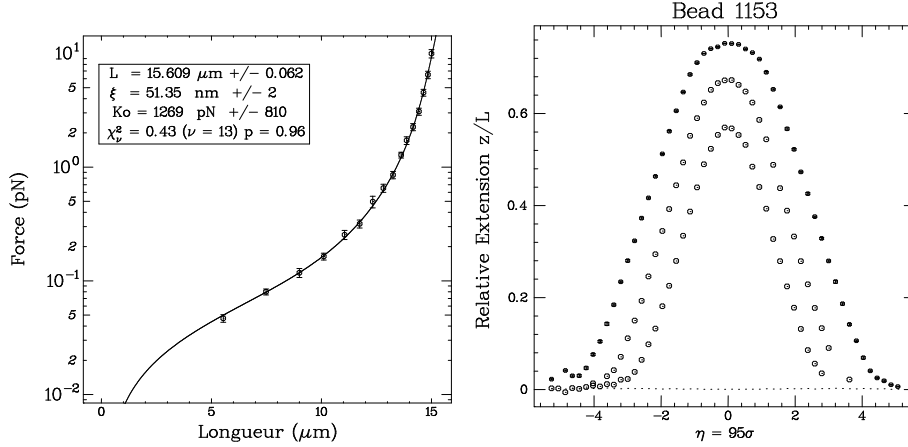 Bead 1153
L = 15.609 μm +/- 0.062
ξ = 51.35 nm +/- 2
Ko = 1269 pN +/- 810
χ²ᵥ = 0.43 (ν = 13) p = 0.96
Force (pN)
10¹
5
2
10⁰
5
2
10⁻¹
5
2
10⁻²
0 5 10 15
Longueur (μm)
Relative Extension z/L
0.6
0.4
0.2
0
−4 −2 0 2 4
η = 95σ